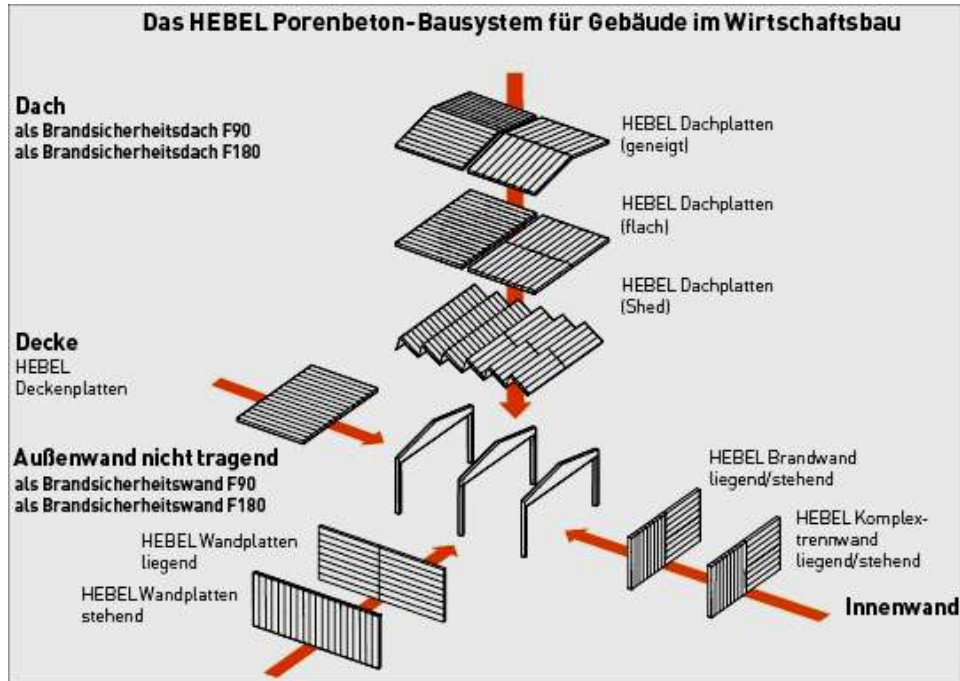 Das HEBEL Porenbeton-Bausystem für Gebäude im Wirtschaftsbau
Dach
als Brandsicherheitsdach F90
als Brandsicherheitsdach F180
HEBEL Dachplatten
(geneigt)
HEBEL Dachplatten
(flach)
HEBEL Dachplatten
(Shed)
Decke
HEBEL
Deckenplatten
Außenwand nicht tragend
als Brandsicherheitswand F90
als Brandsicherheitswand F180
HEBEL Wandplatten
liegend
HEBEL Wandplatten
stehend
HEBEL Brandwand
liegend/stehend
HEBEL Komplex-
trennwand
liegend/stehend
Innenwand